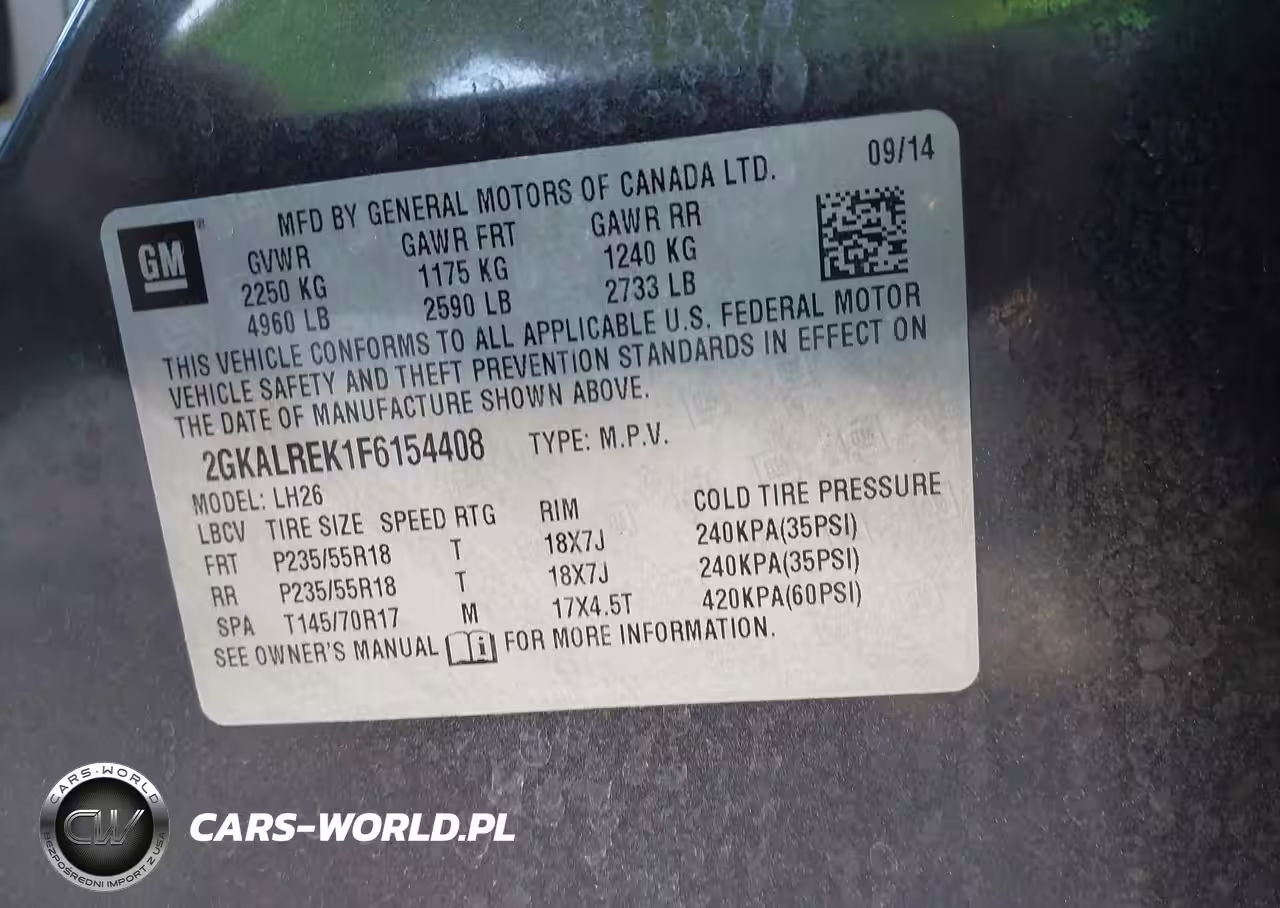 09/14
MFD BY GENERAL MOTORS OF CANADA LTD.
GM
GVWR GAWR FRT GAWR RR
2250 KG 1175 KG 1240 KG
4960 LB 2590 LB 2733 LB
THIS VEHICLE CONFORMS TO ALL APPLICABLE U.S. FEDERAL MOTOR
VEHICLE SAFETY AND THEFT PREVENTION STANDARDS IN EFFECT ON
THE DATE OF MANUFACTURE SHOWN ABOVE.
2GKALREK1F6154408 TYPE: M.P.V.
MODEL: LH26
LBCV TIRE SIZE SPEED RTG RIM COLD TIRE PRESSURE
FRT P235/55R18 T 18X7J 240KPA(35PSI)
RR P235/55R18 T 18X7J 240KPA(35PSI)
SPA T145/70R17 M 17X4.5T 420KPA(60PSI)
SEE OWNER'S MANUAL i FOR MORE INFORMATION.
CARS-WORLD
CW
BEZPOŚREDNI IMPORT Z USA
CARS-WORLD.PL